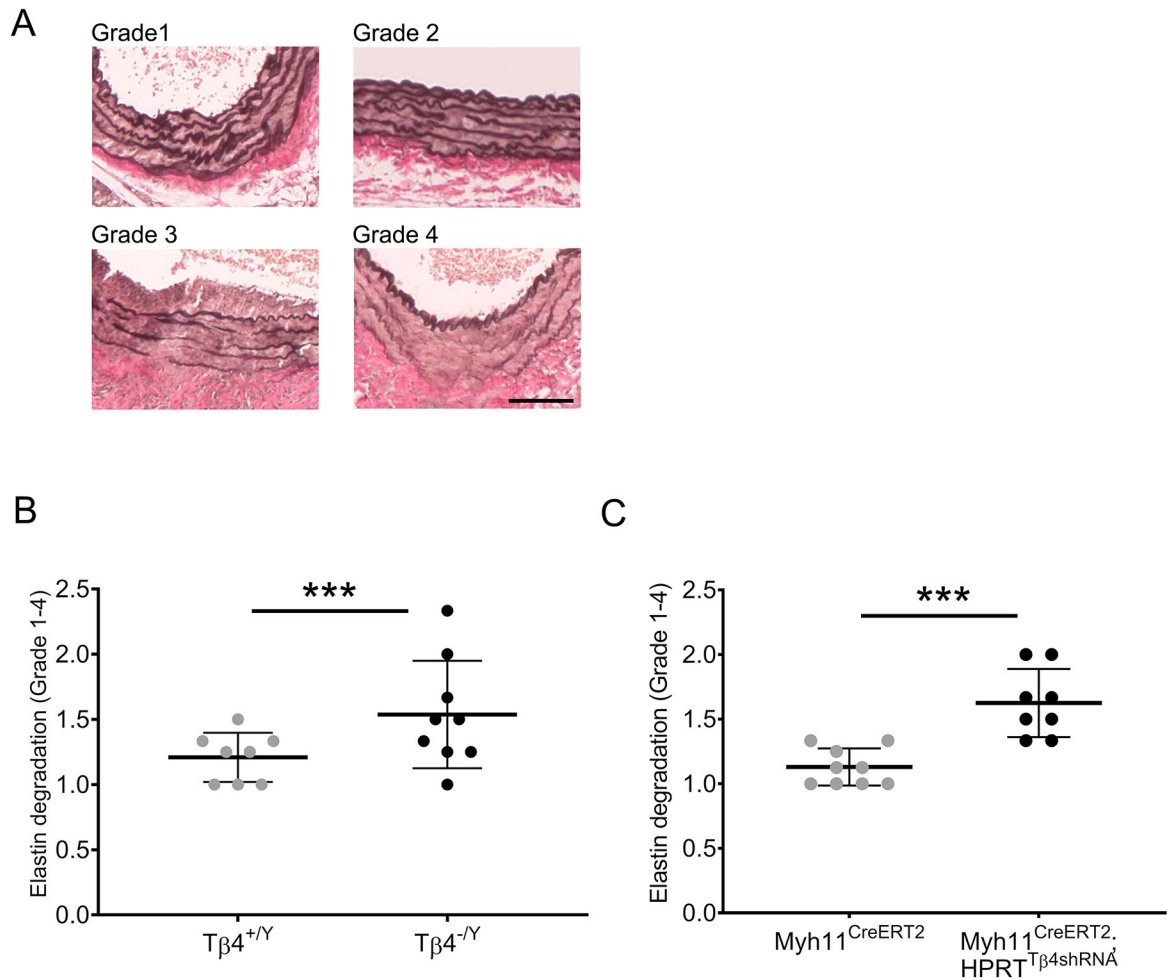 A
Grade1
Grade 2
Grade 3
Grade 4
B
***
Elastin degradation (Grade 1-4)
2.5
2.0
1.5
1.0
0.5
0.0
Tβ4+/Y
Tβ4-/Y
C
***
Elastin degradation (Grade 1-4)
2.5
2.0
1.5
1.0
0.5
0.0
Myh11CreERT2
Myh11CreERT2;
HPRTTβ4shRNA